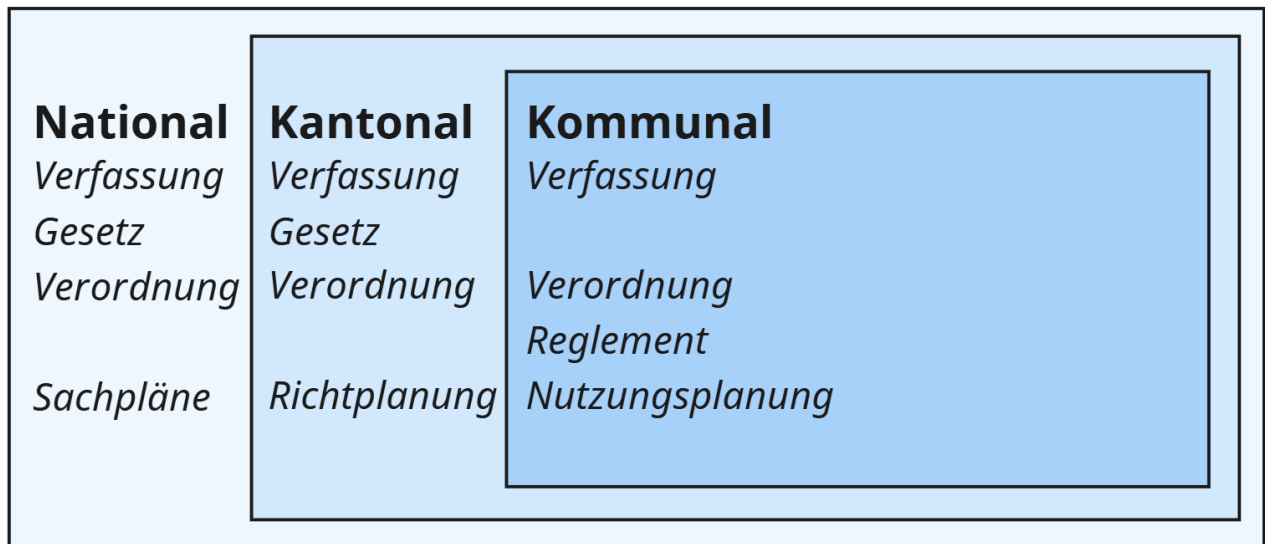 National
Verfassung
Gesetz
Verordnung
Sachpläne
Kantonal
Verfassung
Gesetz
Verordnung
Richtplanung
Kommunal
Verfassung
Verordnung
Reglement
Nutzungsplanung